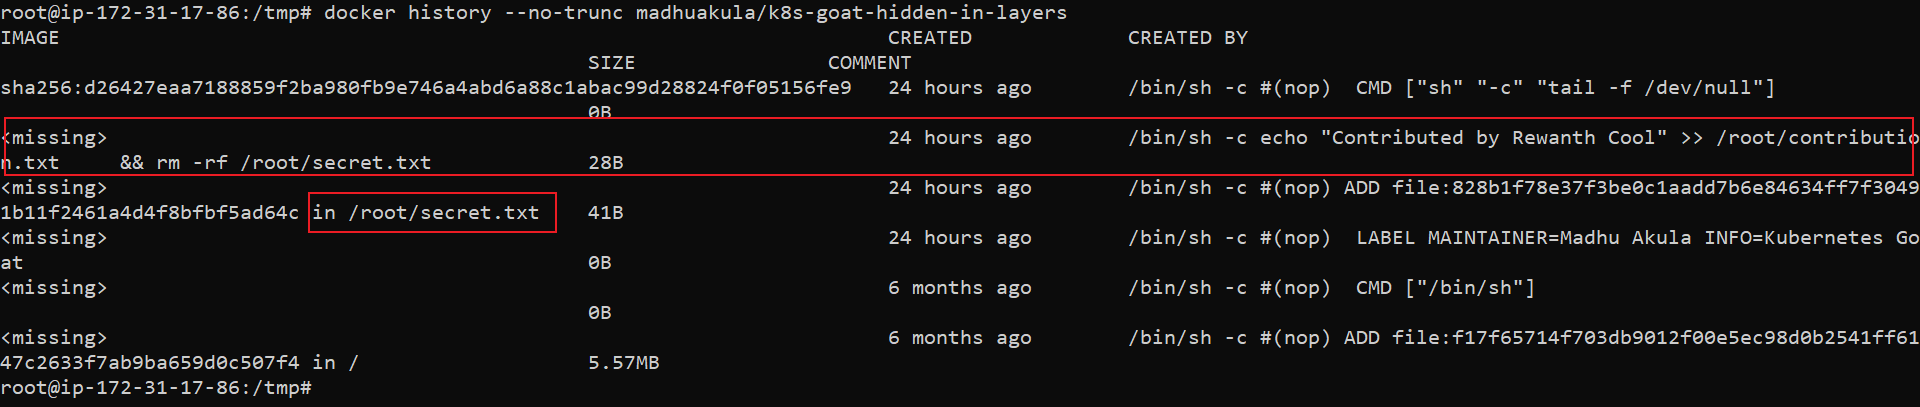 root@ip-172-31-17-86:/tmp# docker history --no-trunc madhuakula/k8s-goat-hidden-in-layers
IMAGE CREATED CREATED BY
SIZE COMMENT
sha256:d26427eaa7188859f2ba980fb9e746a4abd6a88c1abac99d28824f0f05156fe9 24 hours ago /bin/sh -c #(nop) CMD ["sh" "-c" "tail -f /dev/null"]
0B
<missing> 24 hours ago /bin/sh -c echo "Contributed by Rewanth Cool" >> /root/contributio
n.txt && rm -rf /root/secret.txt 28B
<missing> 24 hours ago /bin/sh -c #(nop) ADD file:828b1f78e37f3be0c1aadd7b6e84634ff7f3049
1b11f2461a4d4f8bfbf5ad64c in /root/secret.txt 41B
<missing> 24 hours ago /bin/sh -c #(nop) LABEL MAINTAINER=Madhu Akula INFO=Kubernetes Go
at 0B
<missing> 6 months ago /bin/sh -c #(nop) CMD ["/bin/sh"]
0B
<missing> 6 months ago /bin/sh -c #(nop) ADD file:f17f65714f703db9012f00e5ec98d0b2541ff61
47c2633f7ab9ba659d0c507f4 in / 5.57MB
root@ip-172-31-17-86:/tmp#